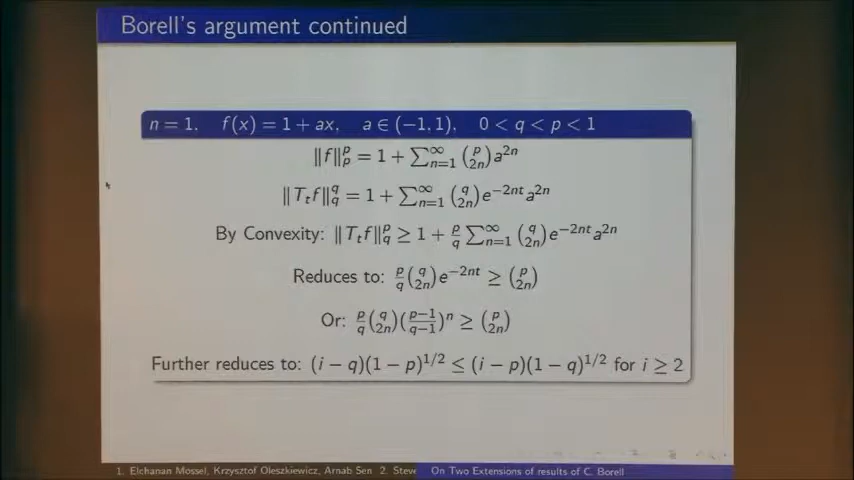 Borell's argument continued
n = 1, f(x) = 1 + ax, a ∈ (−1, 1), 0 < q < p < 1
‖f‖_p^p = 1 + ∑_{n=1}^∞ (p choose 2n) a^{2n}
‖T_t f‖_q^q = 1 + ∑_{n=1}^∞ (q choose 2n) e^{−2nt} a^{2n}
By Convexity: ‖T_t f‖_q^p ≥ 1 + p/q ∑_{n=1}^∞ (q choose 2n) e^{−2nt} a^{2n}
Reduces to: p/q (q choose 2n) e^{−2nt} ≥ (p choose 2n)
Or: p/q (q choose 2n) ((p−1)/(q−1))^n ≥ (p choose 2n)
Further reduces to: (i − q)(1 − p)^{1/2} ≤ (i − p)(1 − q)^{1/2} for i ≥ 2
1. Elchanan Mossel, Krzysztof Oleszkiewicz, Arnab Sen 2. Steve On Two Extensions of results of C. Borell